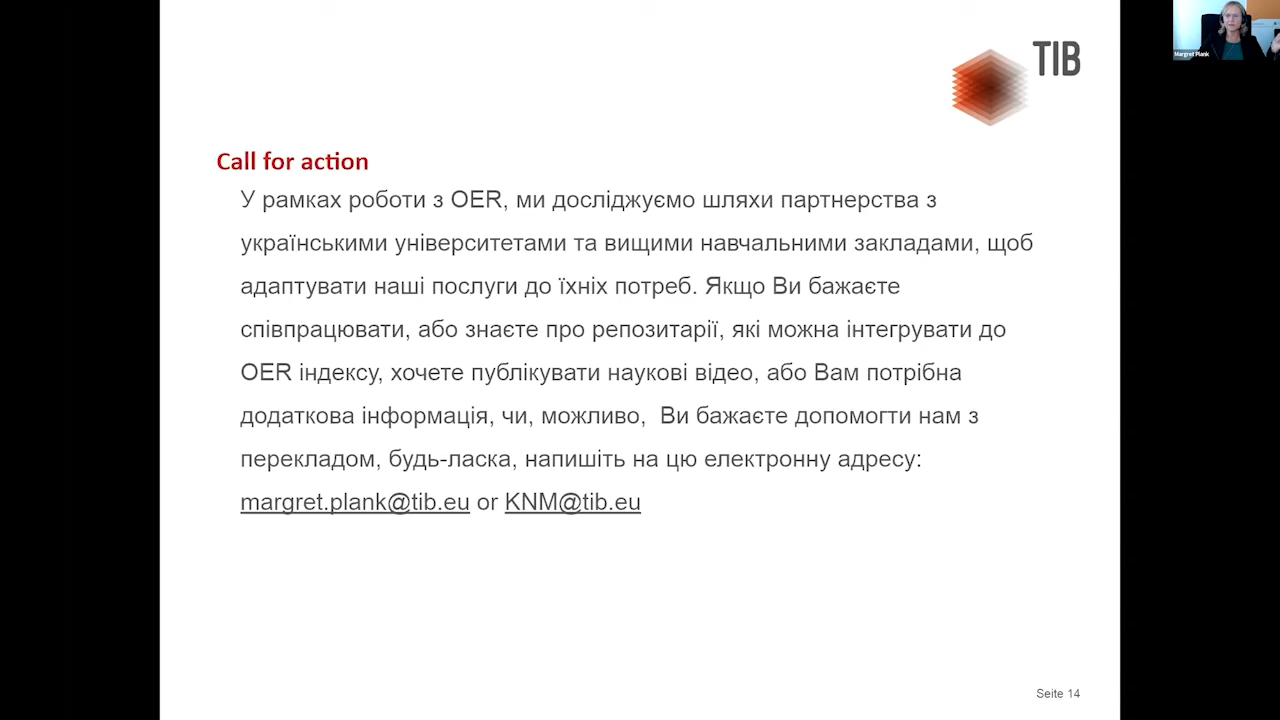 Margret Plank
TIB
Call for action
У рамках роботи з OER, ми досліджуємо шляхи партнерства з
українськими університетами та вищими навчальними закладами, щоб
адаптувати наші послуги до їхніх потреб. Якщо Ви бажаєте
співпрацювати, або знаєте про репозитарії, які можна інтегрувати до
OER індексу, хочете публікувати наукові відео, або Вам потрібна
додаткова інформація, чи, можливо,  Ви бажаєте допомогти нам з
перекладом, будь-ласка, напишіть на цю електронну адресу:
margret.plank@tib.eu or KNM@tib.eu
Seite 14